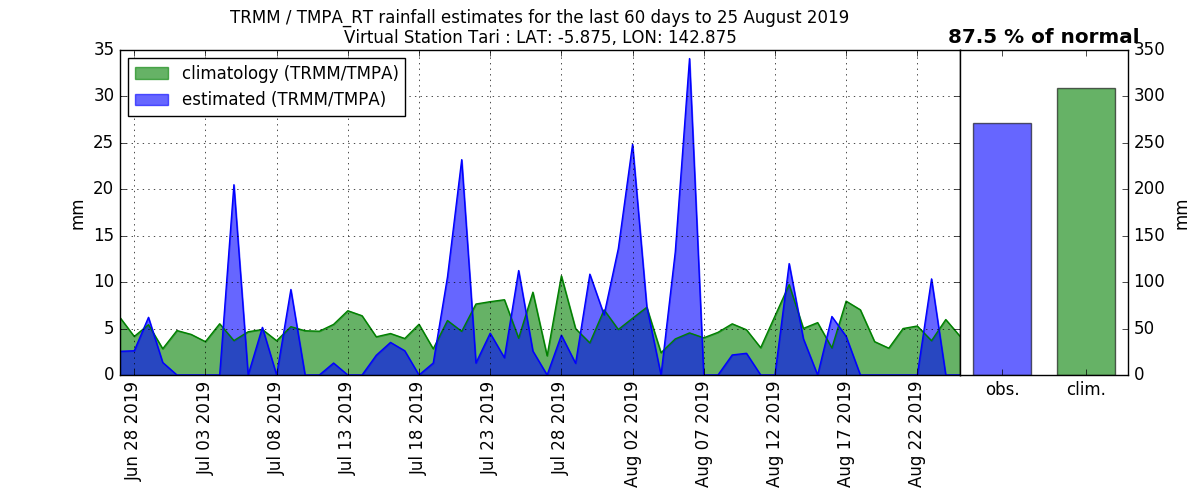 TRMM / TMPA_RT rainfall estimates for the last 60 days to 25 August 2019
Virtual Station Tari : LAT: -5.875, LON: 142.875
87.5 % of normal
climatology (TRMM/TMPA)
estimated (TRMM/TMPA)
35
30
25
20
15
10
5
0
mm
350
300
250
200
150
100
50
0
mm
Jun 28 2019
Jul 03 2019
Jul 08 2019
Jul 13 2019
Jul 18 2019
Jul 23 2019
Jul 28 2019
Aug 02 2019
Aug 07 2019
Aug 12 2019
Aug 17 2019
Aug 22 2019
obs.
clim.